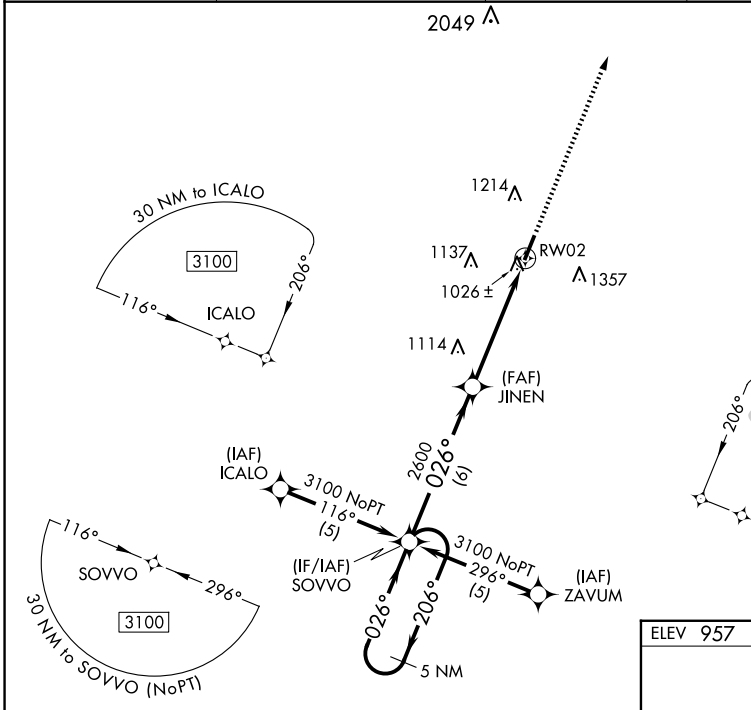 2049
1214
30 NM to ICALO
3100
206°
116°
ICALO
1137
RW02
1026 ±
1357
1114
(FAF)
JINEN
206°
2600
026°
(6)
(IAF)
ICALO
3100 NoPT
116°
(5)
3100 NoPT
296°
(5)
(IF/IAF)
SOVVO
(IAF)
ZAVUM
116°
SOVVO
296°
3100
30 NM to SOVVO (NoPT)
026°
206°
5 NM
ELEV 957